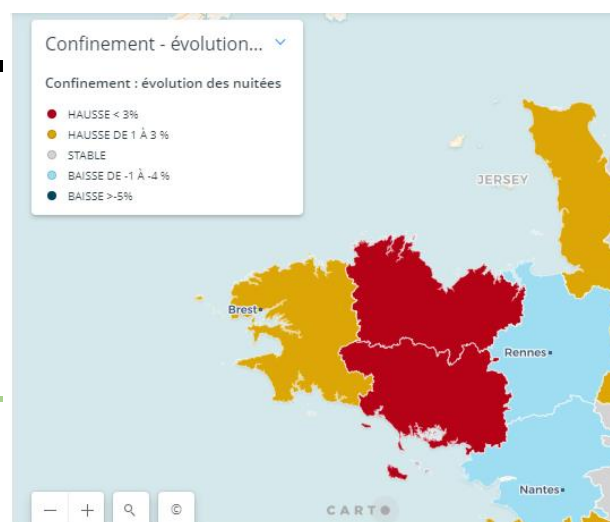 Confinement - évolution...
Confinement : évolution des nuitées
HAUSSE < 3%
HAUSSE DE 1 À 3 %
STABLE
BAISSE DE -1 À -4 %
BAISSE >-5%
JERSEY
Brest
Rennes
Nantes
CARTO